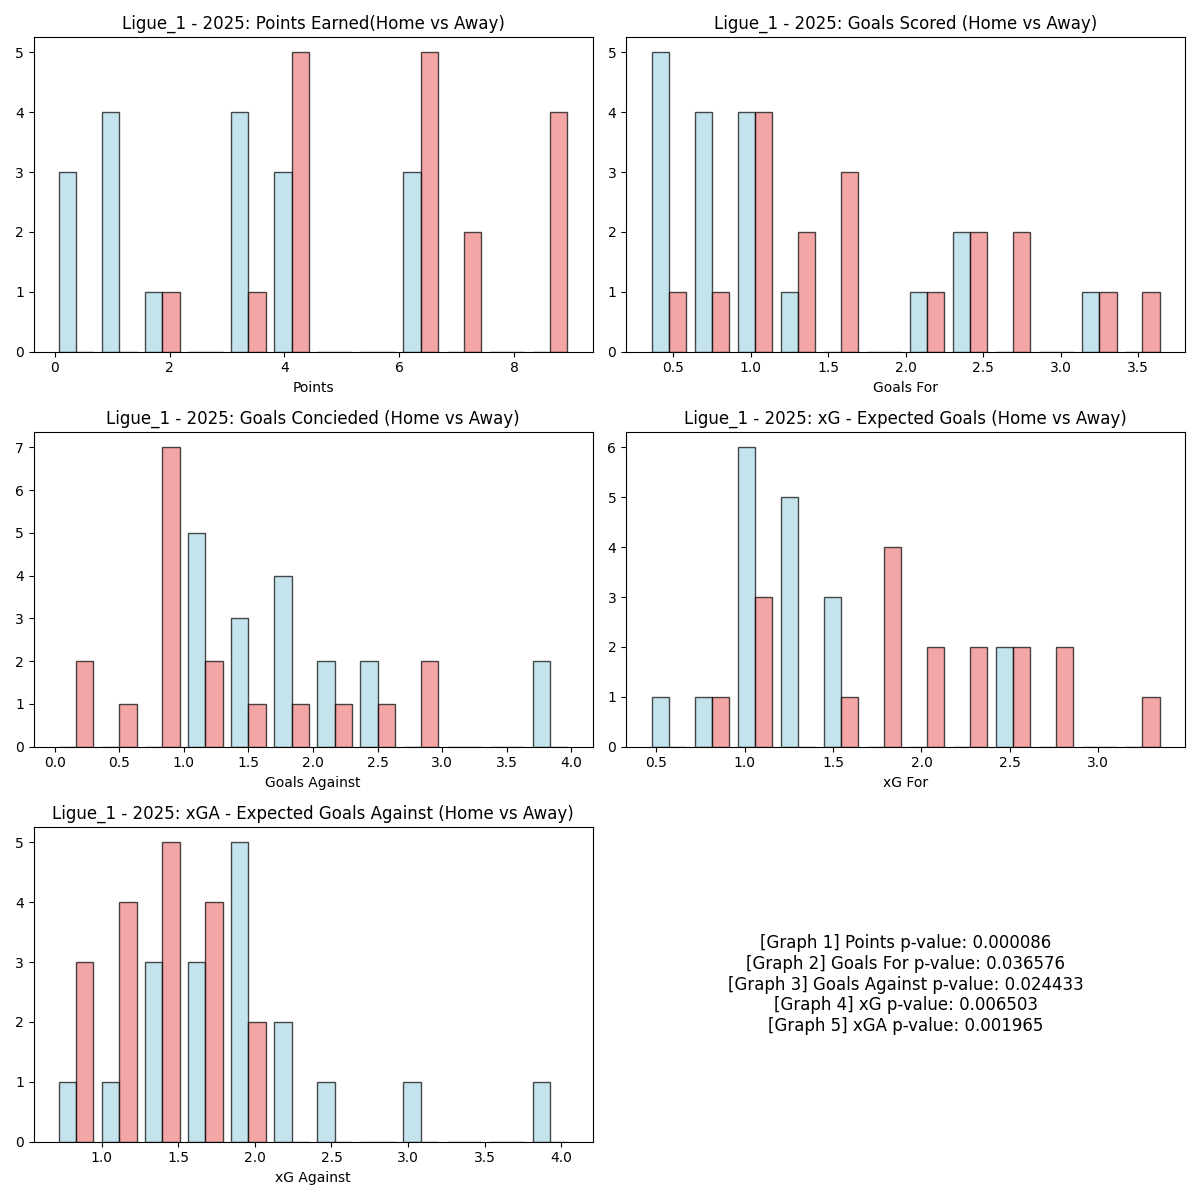 Ligue_1 - 2025: Points Earned(Home vs Away)
5
4
3
2
1
0
0 2 4 6 8
Points
Ligue_1 - 2025: Goals Scored (Home vs Away)
5
4
3
2
1
0
0.5 1.0 1.5 2.0 2.5 3.0 3.5
Goals For
Ligue_1 - 2025: Goals Concieded (Home vs Away)
7
6
5
4
3
2
1
0
0.0 0.5 1.0 1.5 2.0 2.5 3.0 3.5 4.0
Goals Against
Ligue_1 - 2025: xG - Expected Goals (Home vs Away)
6
5
4
3
2
1
0
0.5 1.0 1.5 2.0 2.5 3.0
xG For
Ligue_1 - 2025: xGA - Expected Goals Against (Home vs Away)
5
4
3
2
1
0
1.0 1.5 2.0 2.5 3.0 3.5 4.0
xG Against
[Graph 1] Points p-value: 0.000086
[Graph 2] Goals For p-value: 0.036576
[Graph 3] Goals Against p-value: 0.024433
[Graph 4] xG p-value: 0.006503
[Graph 5] xGA p-value: 0.001965